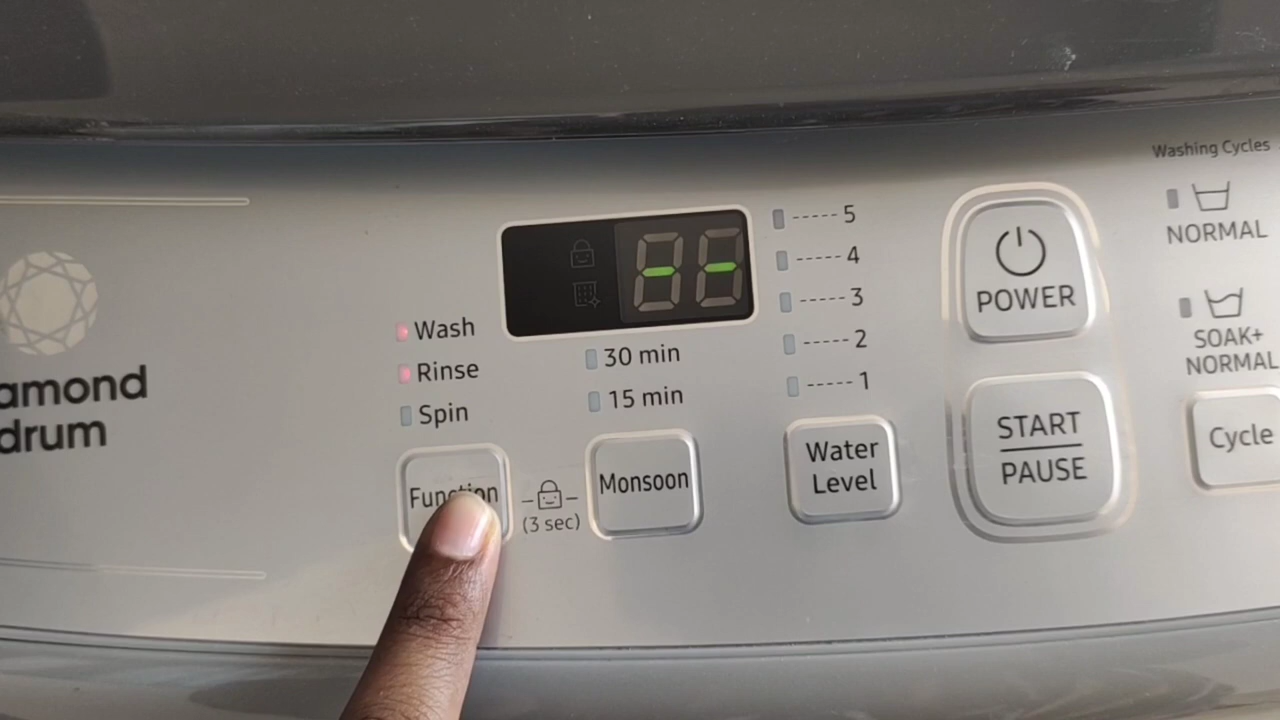 amond
drum
Wash
Rinse
Spin
Function
(3 sec)
30 min
15 min
Monsoon
--
5
4
3
2
1
Water
Level
POWER
START
PAUSE
Washing Cycles
NORMAL
SOAK+
NORMAL
Cycle